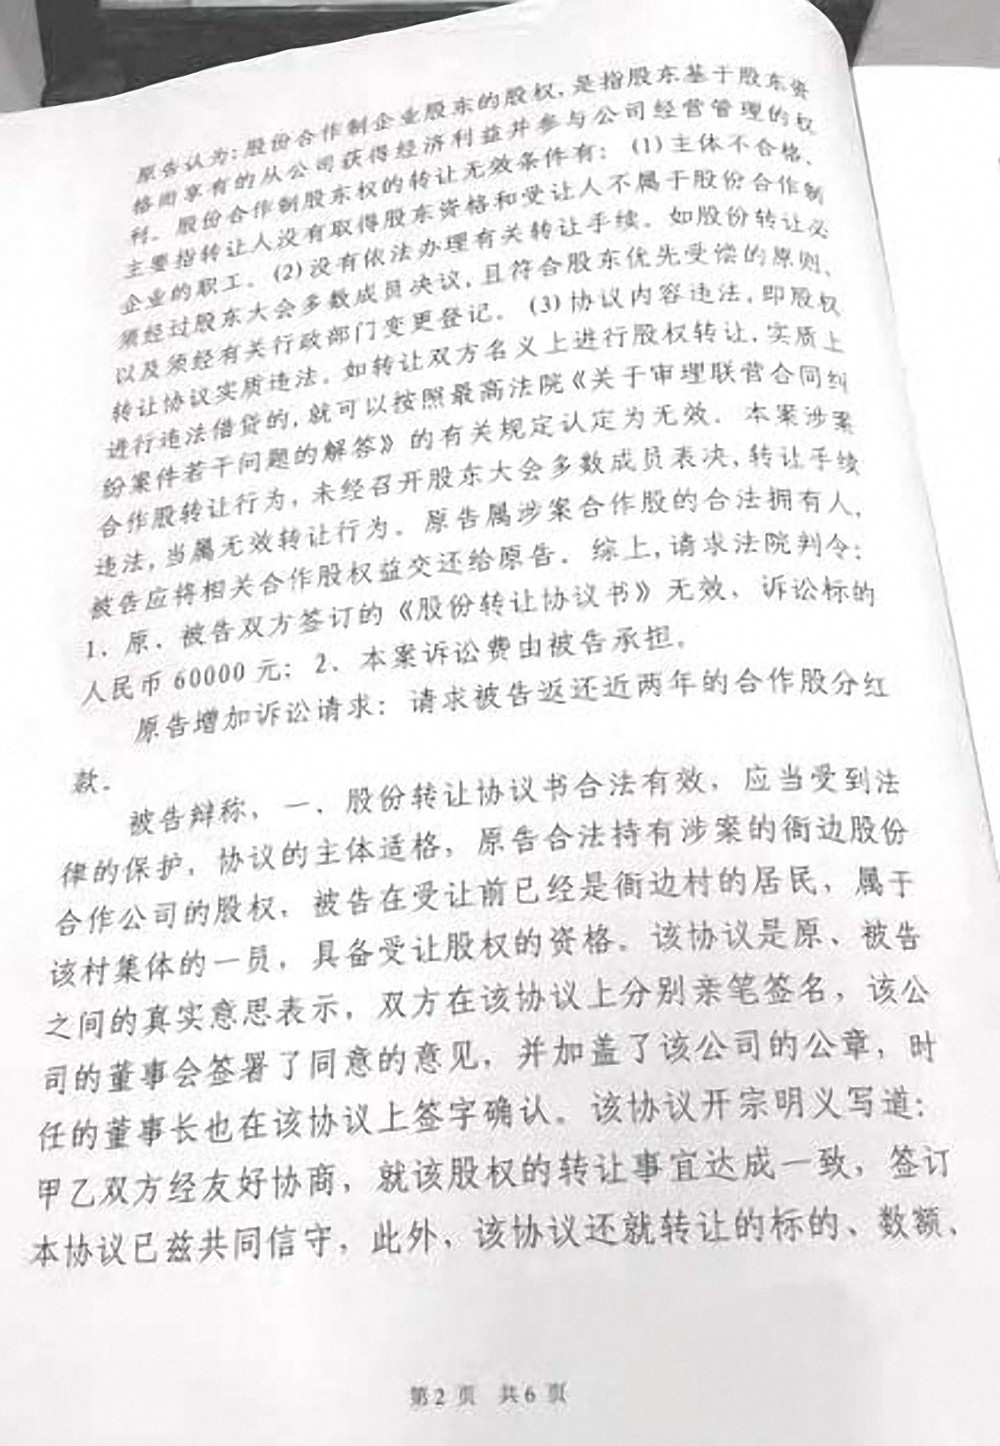 原告认为：股份合作制企业股东的股权，是指股东基于股东资
格而享有的从公司获得经济利益并参与公司经营管理的权
利。股份合作制股东权的转让无效条件有：（1）主体不合格，
主要指转让人没有取得股东资格和受让人不属于股份合作制
企业的职工。（2）没有依法办理有关转让手续。如股份转让必
须经过股东大会多数成员决议，且符合股东优先受偿的原则，
以及须经有关行政部门变更登记。（3）协议内容违法，即股权
转让协议实质违法。如转让双方名义上进行股权转让，实质上
进行违法借贷的，就可以按照最高法院《关于审理联营合同纠
纷案件若干问题的解答》的有关规定认定为无效。本案涉案
合作股转让行为，未经召开股东大会多数成员表决，转让手续
违法，当属无效转让行为。原告属涉案合作股的合法拥有人，
被告应将相关合作股权益交还给原告。综上，请求法院判令：
1、原、被告双方签订的《股份转让协议书》无效，诉讼标的
人民币60000元；2、本案诉讼费由被告承担。
原告增加诉讼请求：请求被告返还近两年的合作股分红
款。
被告辩称，一、股份转让协议书合法有效，应当受到法
律的保护，协议的主体适格，原告合法持有涉案的衙边股份
合作公司的股权，被告在受让前已经是衙边村的居民，属于
该村集体的一员，具备受让股权的资格。该协议是原、被告
之间的真实意思表示，双方在该协议上分别亲笔签名，该公
司的董事会签署了同意的意见，并加盖了该公司的公章，时
任的董事长也在该协议上签字确认。该协议开宗明义写道：
甲乙双方经友好协商，就该股权的转让事宜达成一致，签订
本协议已兹共同信守，此外，该协议还就转让的标的、数额、
第2页 共6页